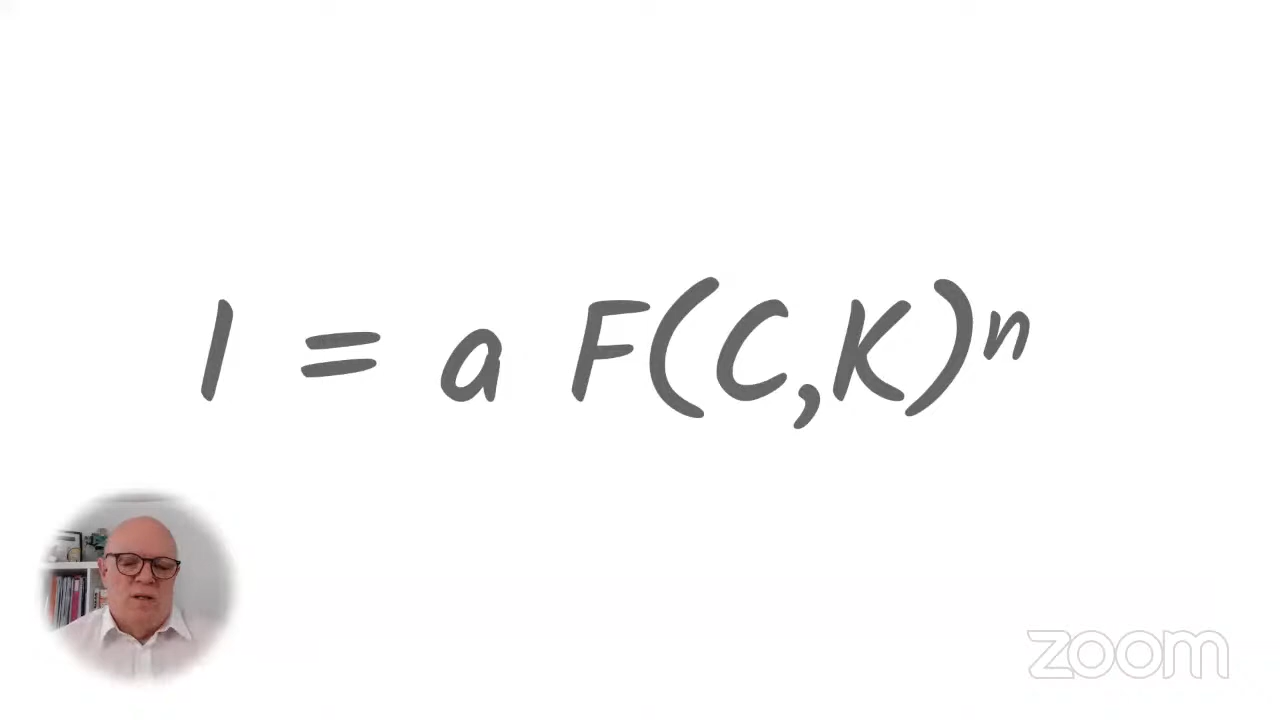 I = a F(C,K)ⁿ
zoom